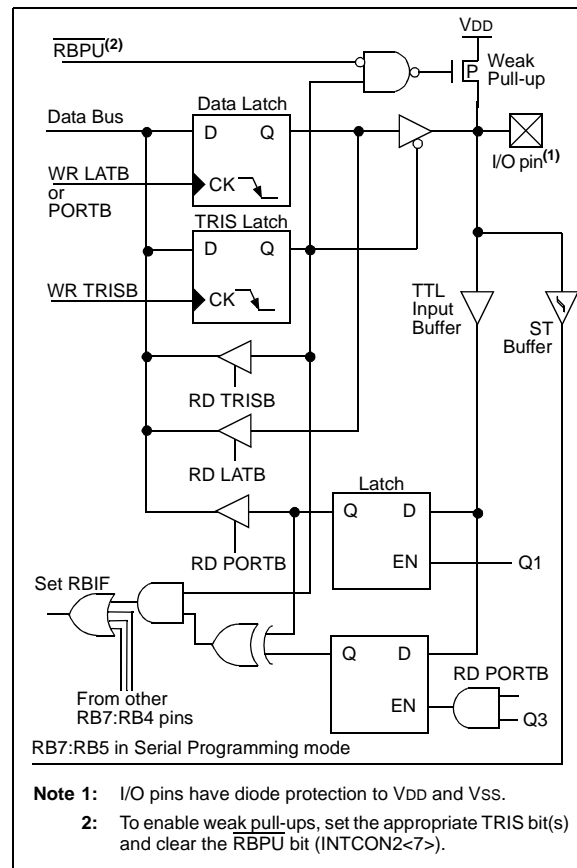 VDD
RBPU(2)
Weak
Pull-up
P
Data Latch
Data Bus
D Q
WR LATB
or
PORTB
CK
I/O pin(1)
TRIS Latch
D Q
WR TRISB
CK
TTL
Input
Buffer
ST
Buffer
RD TRISB
RD LATB
Latch
Q D
EN
Q1
RD PORTB
Set RBIF
Q D
RD PORTB
EN
Q3
From other
RB7:RB4 pins
RB7:RB5 in Serial Programming mode
Note 1: I/O pins have diode protection to VDD and VSS.
2: To enable weak pull-ups, set the appropriate TRIS bit(s)
and clear the RBPU bit (INTCON2<7>).